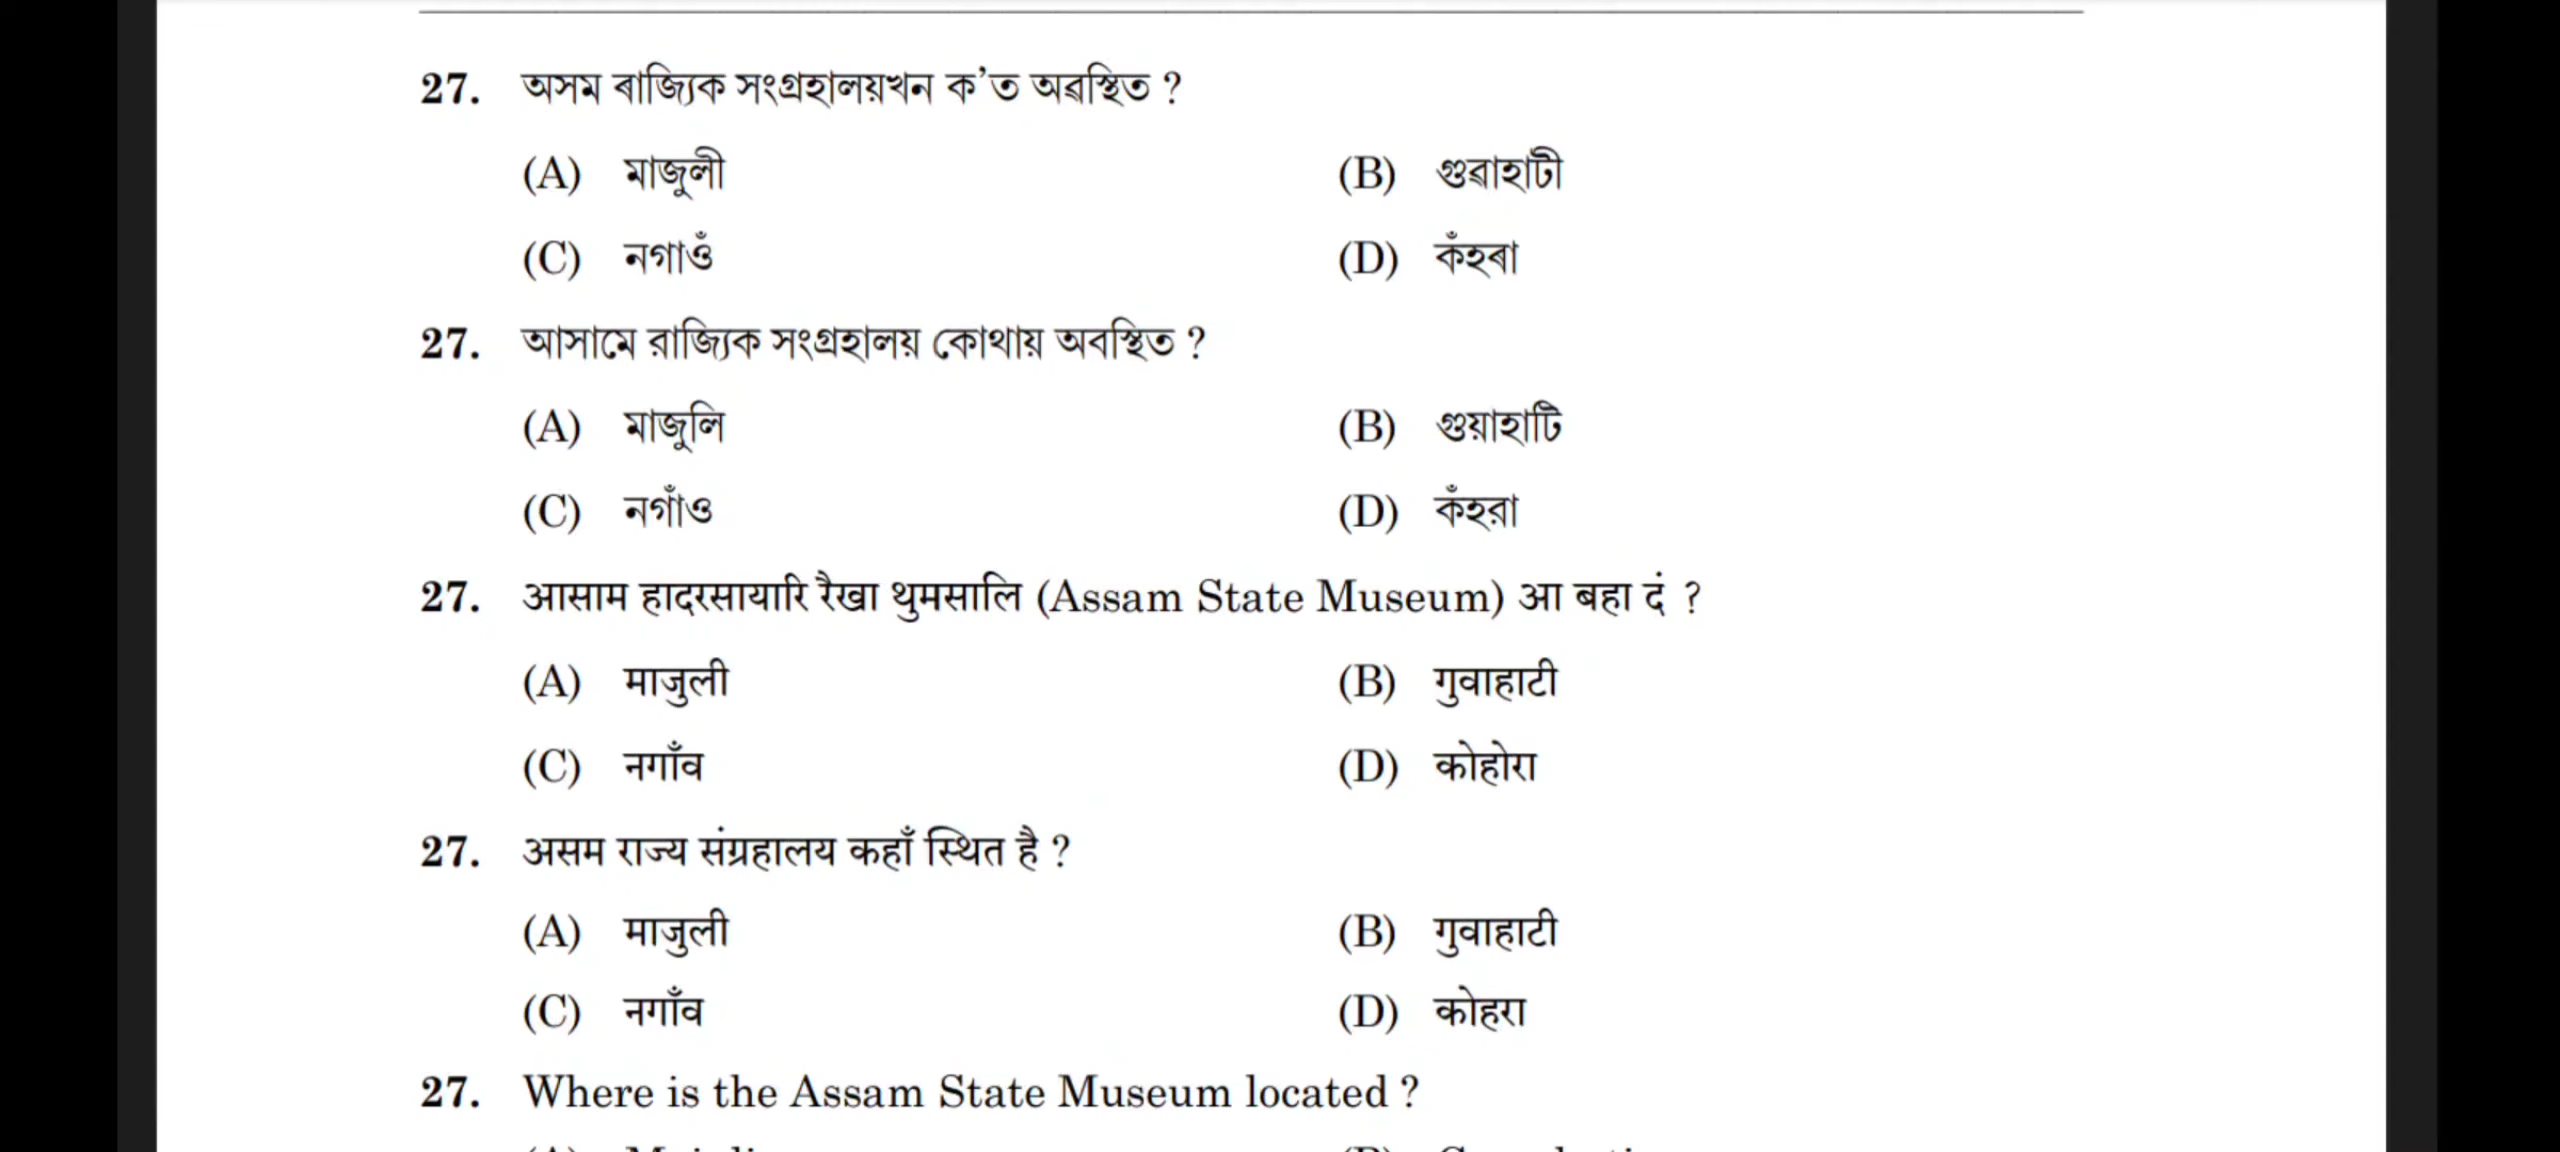 27. অসম ৰাজ্যিক সংগ্ৰহালয়খন ক’ত অৱস্থিত ?
(A) মাজুলী (B) গুৱাহাটী
(C) নগাওঁ (D) কঁহৰা
27. আসামে রাজ্যিক সংগ্রহালয় কোথায় অবস্থিত ?
(A) মাজুলি (B) গুয়াহাটি
(C) নগাঁও (D) কঁহরা
27. आसाम हादरसायारि रैखा थुमसालि (Assam State Museum) आ बहा दं ?
(A) माजुली (B) गुवाहाटी
(C) नगाँव (D) कोहोरा
27. असम राज्य संग्रहालय कहाँ स्थित है ?
(A) माजुली (B) गुवाहाटी
(C) नगाँव (D) कोहरा
27. Where is the Assam State Museum located ?